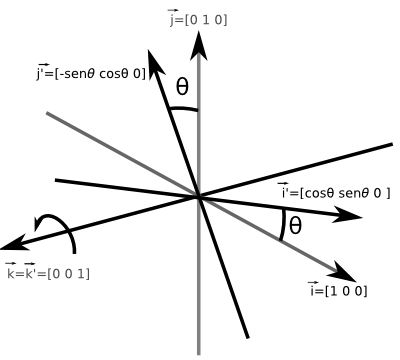 j=[0 1 0]
j'=[-senθ cosθ 0]
θ
i'=[cosθ senθ 0 ]
θ
k=k'=[0 0 1]
i=[1 0 0]